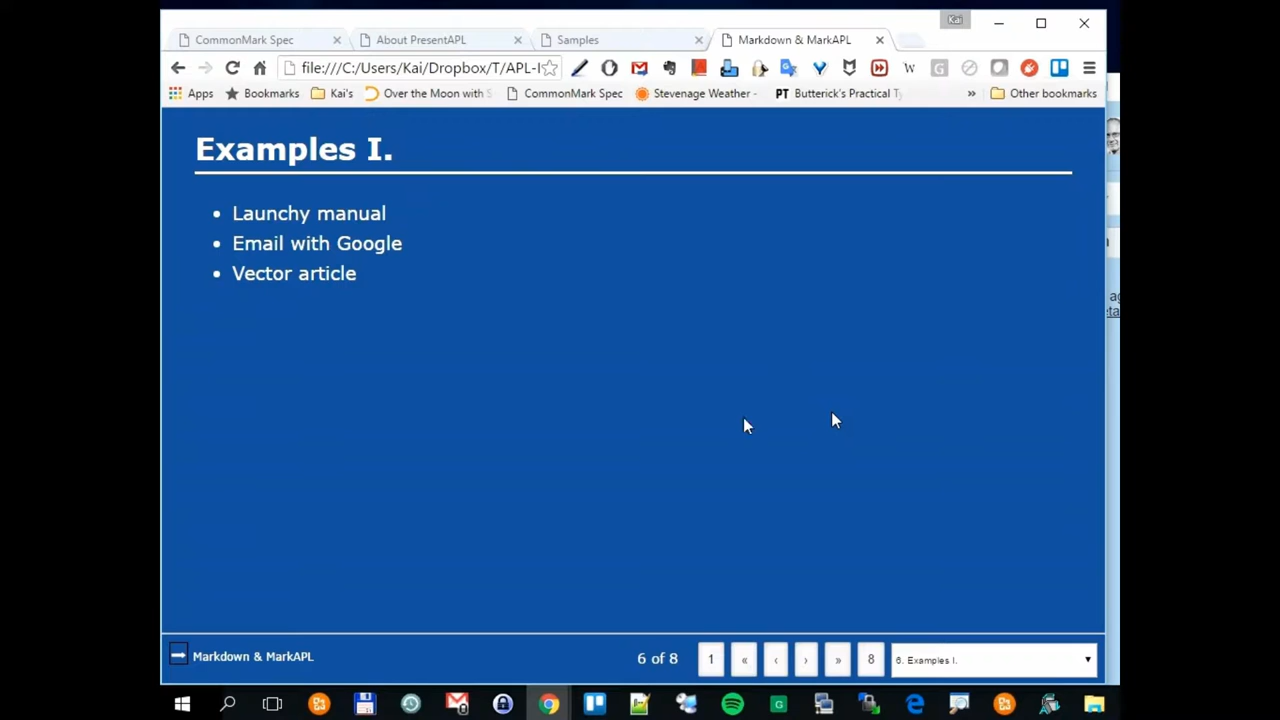 Kai
CommonMark Spec
About PresentAPL
Samples
Markdown & MarkAPL
file:///C:/Users/Kai/Dropbox/T/APL-
Apps
Bookmarks
Kai's
Over the Moon with
CommonMark Spec
Stevenage Weather -
PT Butterick's Practical Ty
»
Other bookmarks
Examples I.
• Launchy manual
• Email with Google
• Vector article
Markdown & MarkAPL
6 of 8
1
«
‹
›
»
8
6. Examples I.